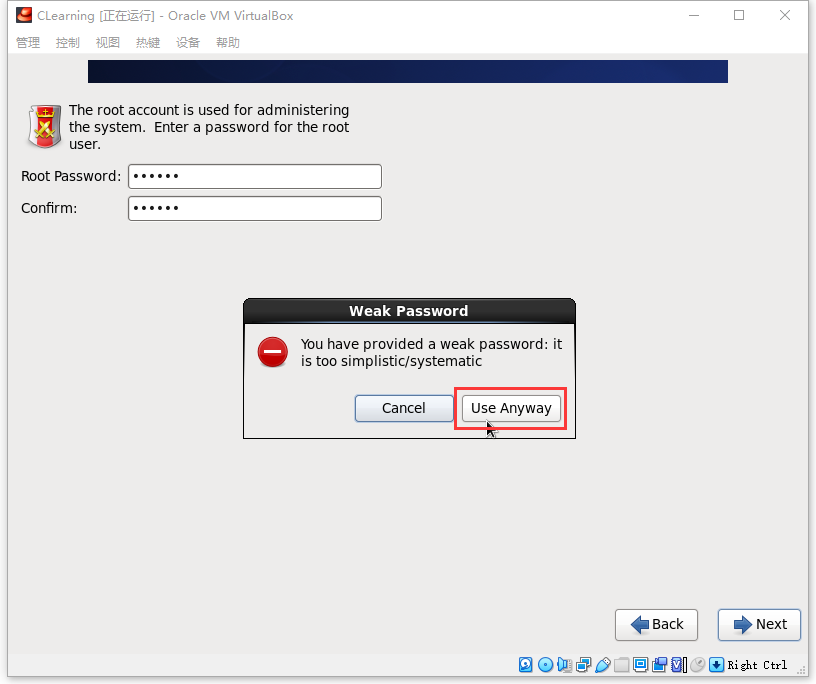 CLearning [正在运行] - Oracle VM VirtualBox
管理 控制 视图 热键 设备 帮助
The root account is used for administering
the system.  Enter a password for the root
user.
Root Password: ••••••
Confirm: ••••••
Weak Password
You have provided a weak password: it
is too simplistic/systematic
Cancel Use Anyway
Back Next
Right Ctrl